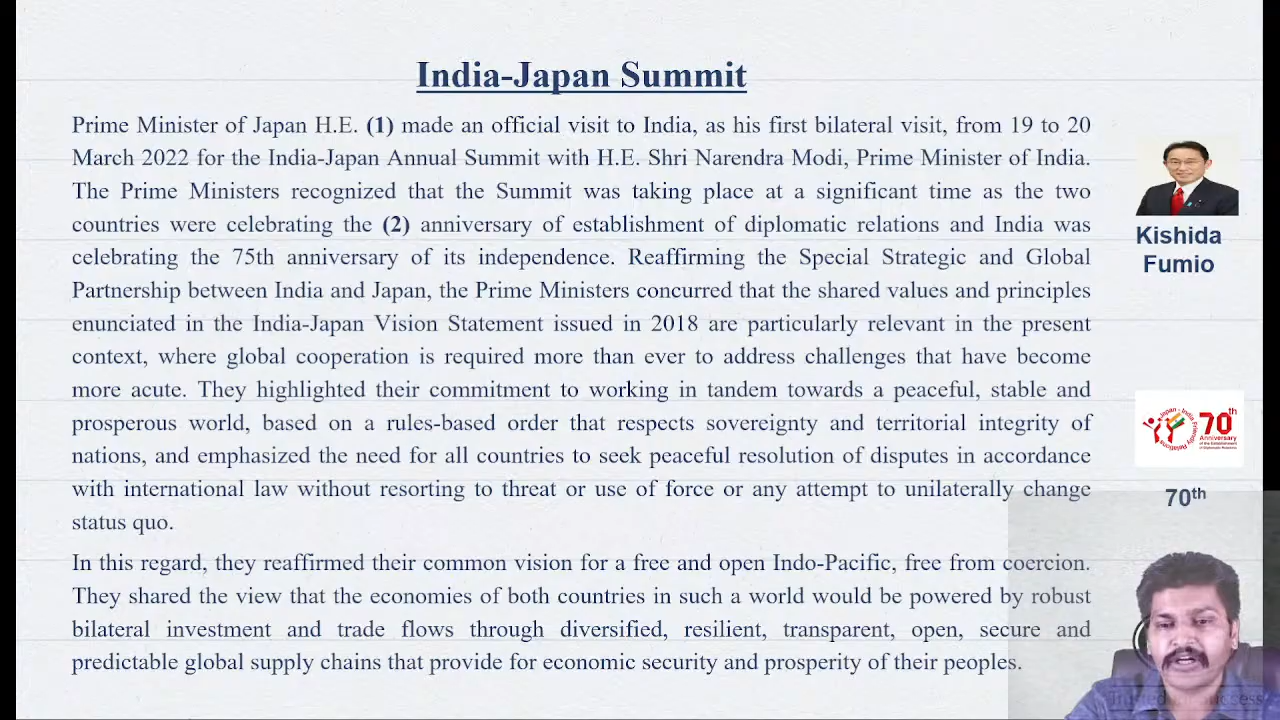 India-Japan Summit
Prime Minister of Japan H.E. (1) made an official visit to India, as his first bilateral visit, from 19 to 20
March 2022 for the India-Japan Annual Summit with H.E. Shri Narendra Modi, Prime Minister of India.
The Prime Ministers recognized that the Summit was taking place at a significant time as the two
countries were celebrating the (2) anniversary of establishment of diplomatic relations and India was
celebrating the 75th anniversary of its independence. Reaffirming the Special Strategic and Global
Partnership between India and Japan, the Prime Ministers concurred that the shared values and principles
enunciated in the India-Japan Vision Statement issued in 2018 are particularly relevant in the present
context, where global cooperation is required more than ever to address challenges that have become
more acute. They highlighted their commitment to working in tandem towards a peaceful, stable and
prosperous world, based on a rules-based order that respects sovereignty and territorial integrity of
nations, and emphasized the need for all countries to seek peaceful resolution of disputes in accordance
with international law without resorting to threat or use of force or any attempt to unilaterally change
status quo.
In this regard, they reaffirmed their common vision for a free and open Indo-Pacific, free from coercion.
They shared the view that the economies of both countries in such a world would be powered by robust
bilateral investment and trade flows through diversified, resilient, transparent, open, secure and
predictable global supply chains that provide for economic security and prosperity of their peoples.
Kishida
Fumio
70th
Anniversary
70th